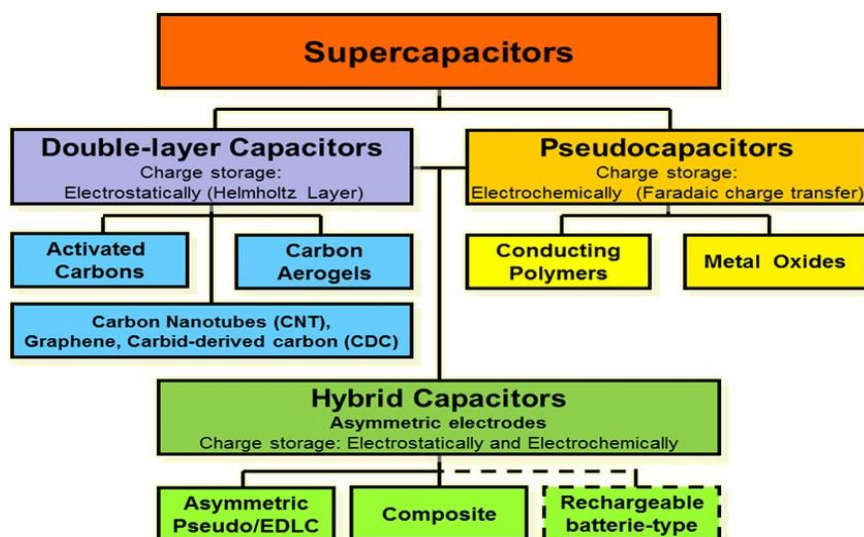 Supercapacitors
Double-layer Capacitors
Charge storage:
Electrostatically (Helmholtz Layer)
Pseudocapacitors
Charge storage:
Electrochemically (Faradaic charge transfer)
Activated
Carbons
Carbon
Aerogels
Conducting
Polymers
Metal Oxides
Carbon Nanotubes (CNT),
Graphene, Carbid-derived carbon (CDC)
Hybrid Capacitors
Asymmetric electrodes
Charge storage: Electrostatically and Electrochemically
Asymmetric
Pseudo/EDLC
Composite
Rechargeable
batterie-type